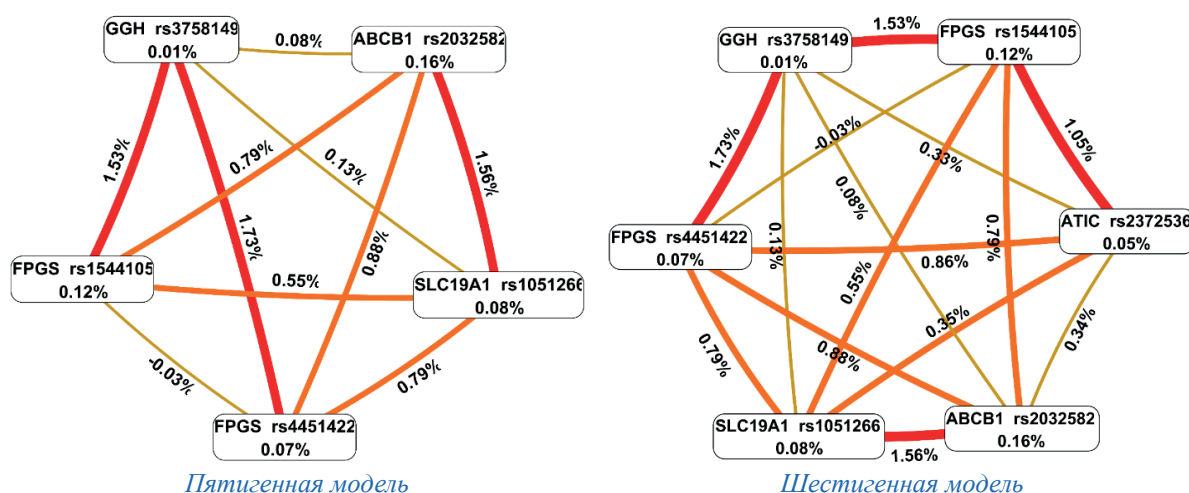 GGH rs3758149
0.01%
0.08%
ABCB1 rs2032582
0.16%
1.53%
0.79%
0.13%
1.56%
1.73%
0.88%
FPGS rs1544105
0.12%
0.55%
SLC19A1 rs1051266
0.08%
-0.03%
0.79%
FPGS rs4451422
0.07%
Пятигенная модель
GGH rs3758149
0.01%
1.53%
FPGS rs1544105
0.12%
1.73%
-0.03%
0.33%
1.05%
FPGS rs4451422
0.07%
0.13%
0.08%
0.79%
ATIC rs2372536
0.05%
0.86%
0.55%
0.35%
0.34%
0.79%
0.88%
SLC19A1 rs1051266
0.08%
1.56%
ABCB1 rs2032582
0.16%
Шестигенная модель